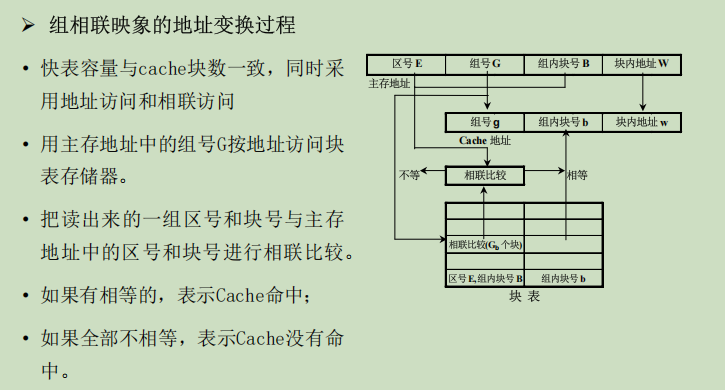 ➢ 组相联映象的地址变换过程
• 快表容量与cache块数一致，同时采
用地址访问和相联访问
• 用主存地址中的组号G按地址访问块
表存储器。
• 把读出来的一组区号和块号与主存
地址中的区号和块号进行相联比较。
• 如果有相等的，表示Cache命中；
• 如果全部不相等，表示Cache没有命
中。
区号 E 组号 G 组内块号 B 块内地址 W
主存地址
组号 g 组内块号 b 块内地址 w
Cache 地址
不等 相联比较 相等
相联比较(Gb 个块)
区号 E, 组内块号 B 组内块号 b
块 表